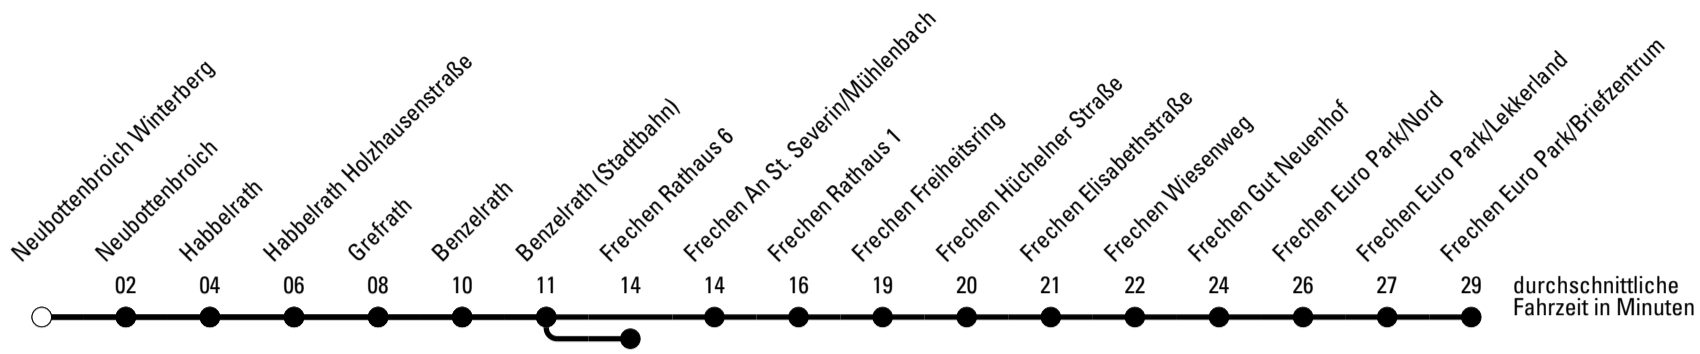 Neubottenbroich Winterberg
Neubottenbroich
Habbelrath
Habbelrath Holzhausenstraße
Grefrath
Benzelrath
Benzelrath (Stadtbahn)
Frechen Rathaus 6
Frechen An St. Severin/Mühlenbach
Frechen Rathaus 1
Frechen Freiheitsring
Frechen Hüchelner Straße
Frechen Elisabethstraße
Frechen Wiesenweg
Frechen Gut Neuenhof
Frechen Euro Park/Nord
Frechen Euro Park/Lekkerland
Frechen Euro Park/Briefzentrum
02 04 06 08 10 11 14 14 16 19 20 21 22 24 26 27 29
durchschnittliche
Fahrzeit in Minuten